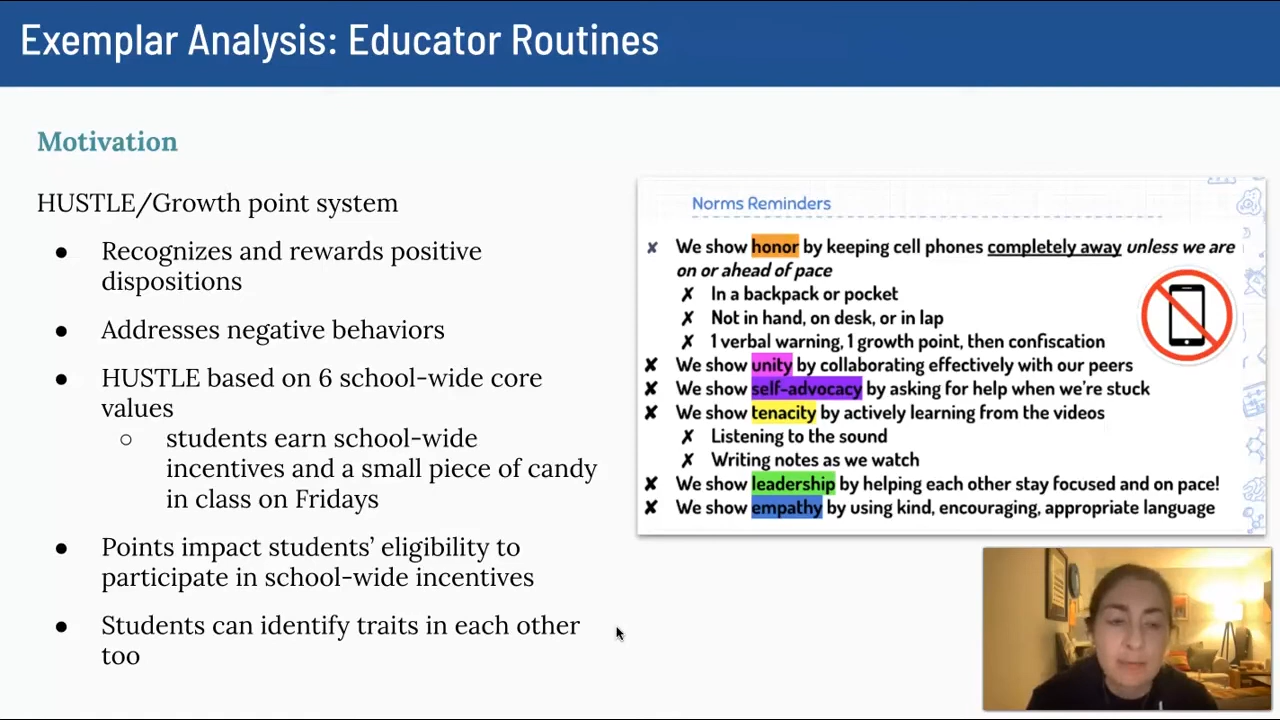 Exemplar Analysis: Educator Routines
Motivation
HUSTLE/Growth point system
● Recognizes and rewards positive
dispositions
● Addresses negative behaviors
● HUSTLE based on 6 school-wide core
values
○ students earn school-wide
incentives and a small piece of candy
in class on Fridays
● Points impact students’ eligibility to
participate in school-wide incentives
● Students can identify traits in each other
too
Norms Reminders
✘ We show honor by keeping cell phones completely away unless we are
on or ahead of pace
✘ In a backpack or pocket
✘ Not in hand, on desk, or in lap
✘ 1 verbal warning, 1 growth point, then confiscation
✘ We show unity by collaborating effectively with our peers
✘ We show self-advocacy by asking for help when we’re stuck
✘ We show tenacity by actively learning from the videos
✘ Listening to the sound
✘ Writing notes as we watch
✘ We show leadership by helping each other stay focused and on pace!
✘ We show empathy by using kind, encouraging, appropriate language